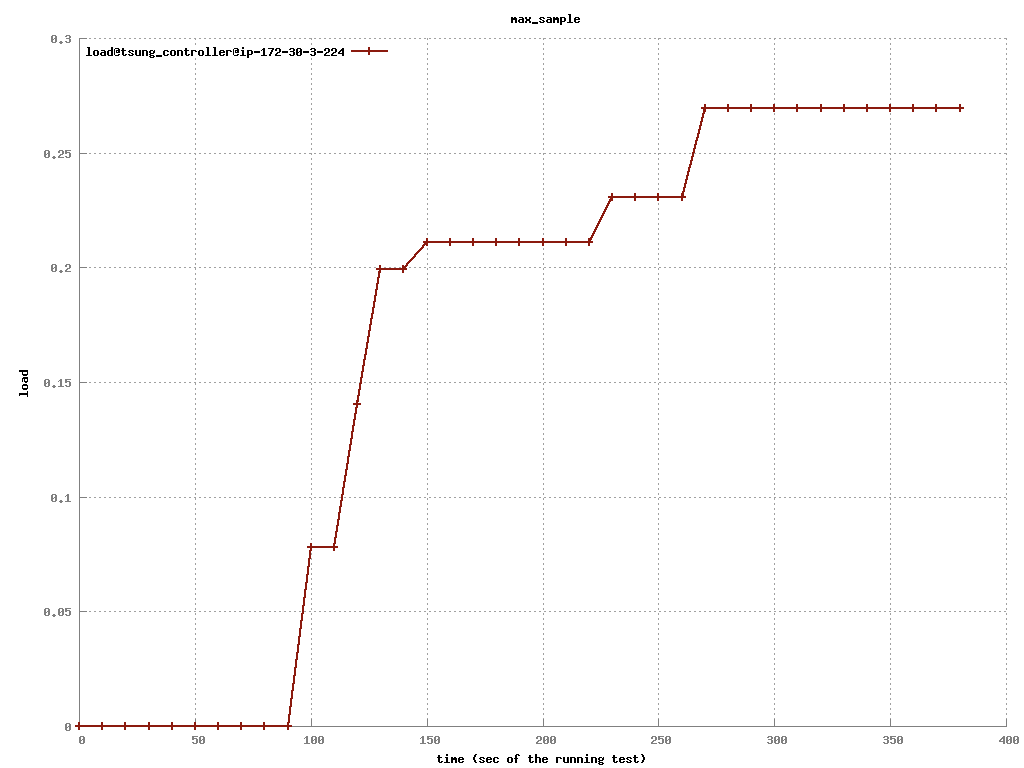 max_sample
load@tsung_controller@ip-172-30-3-224
0.3
0.25
0.2
0.15
0.1
0.05
0
load
0 50 100 150 200 250 300 350 400
time (sec of the running test)